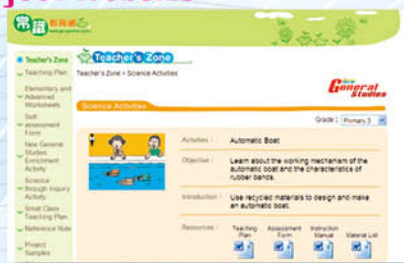 常識
Teacher's Zone
Teacher's Zone
Teaching Plan
Teacher's Zone > Science Activities
Elementary and
Advanced
Worksheets
New
General
Studies
Science Activities
Self
assessment
Form
Grade : Primary 3
New General
Studies
Enrichment
Activity
Activities : Automatic Boat
Objective : Learn about the working mechanism of the
automatic boat and the characteristics of
rubber bands.
Science
through Inquiry
Activity
Introduction : Use recycled materials to design and make
an automatic boat.
Small Class
Teaching Plan
Reference Note
Project
Samples
Resources : Teaching Plan
Assessment Form
Instruction Manual
Material List